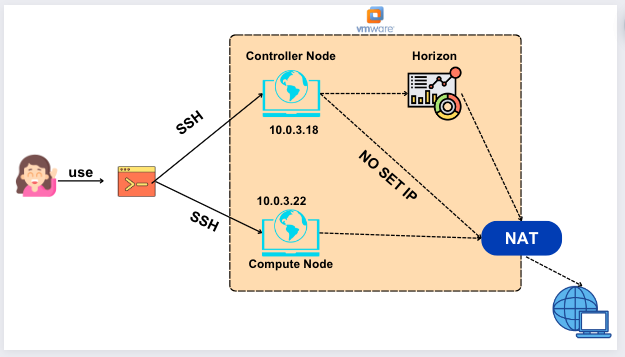 vmware
Controller Node
Horizon
10.0.3.18
SSH
use
NO SET IP
SSH
10.0.3.22
Compute Node
NAT